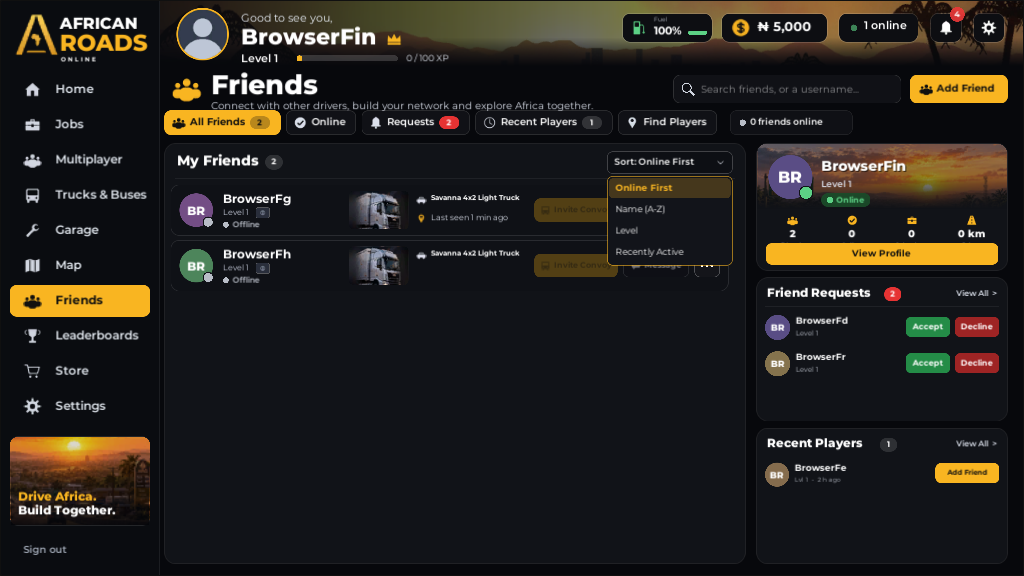 AFRICAN
ROADS
ONLINE
Good to see you,
BrowserFin
Level 1
0 / 100 XP
Fuel
100%
₦ 5,000
1 online
4
Home
Jobs
Multiplayer
Trucks & Buses
Garage
Map
Friends
Leaderboards
Store
Settings
Drive Africa.
Build Together.
Sign out
Friends
Connect with other drivers, build your network and explore Africa together.
Search friends, or a username...
Add Friend
All Friends 2
Online
Requests 2
Recent Players 1
Find Players
0 friends online
My Friends 2
Sort: Online First
Online First
Name (A-Z)
Level
Recently Active
BR
BrowserFg
Level 1
Offline
Savanna 4x2 Light Truck
Last seen 1 min ago
Invite Convoy
BR
BrowserFh
Level 1
Offline
Savanna 4x2 Light Truck
Invite Convoy
Message
BR
BrowserFin
Level 1
Online
2
0
0
0 km
View Profile
Friend Requests 2
View All >
BR
BrowserFd
Level 1
Accept
Decline
BR
BrowserFr
Level 1
Accept
Decline
Recent Players 1
View All >
BR
BrowserFe
Lvl 1 - 2 h ago
Add Friend